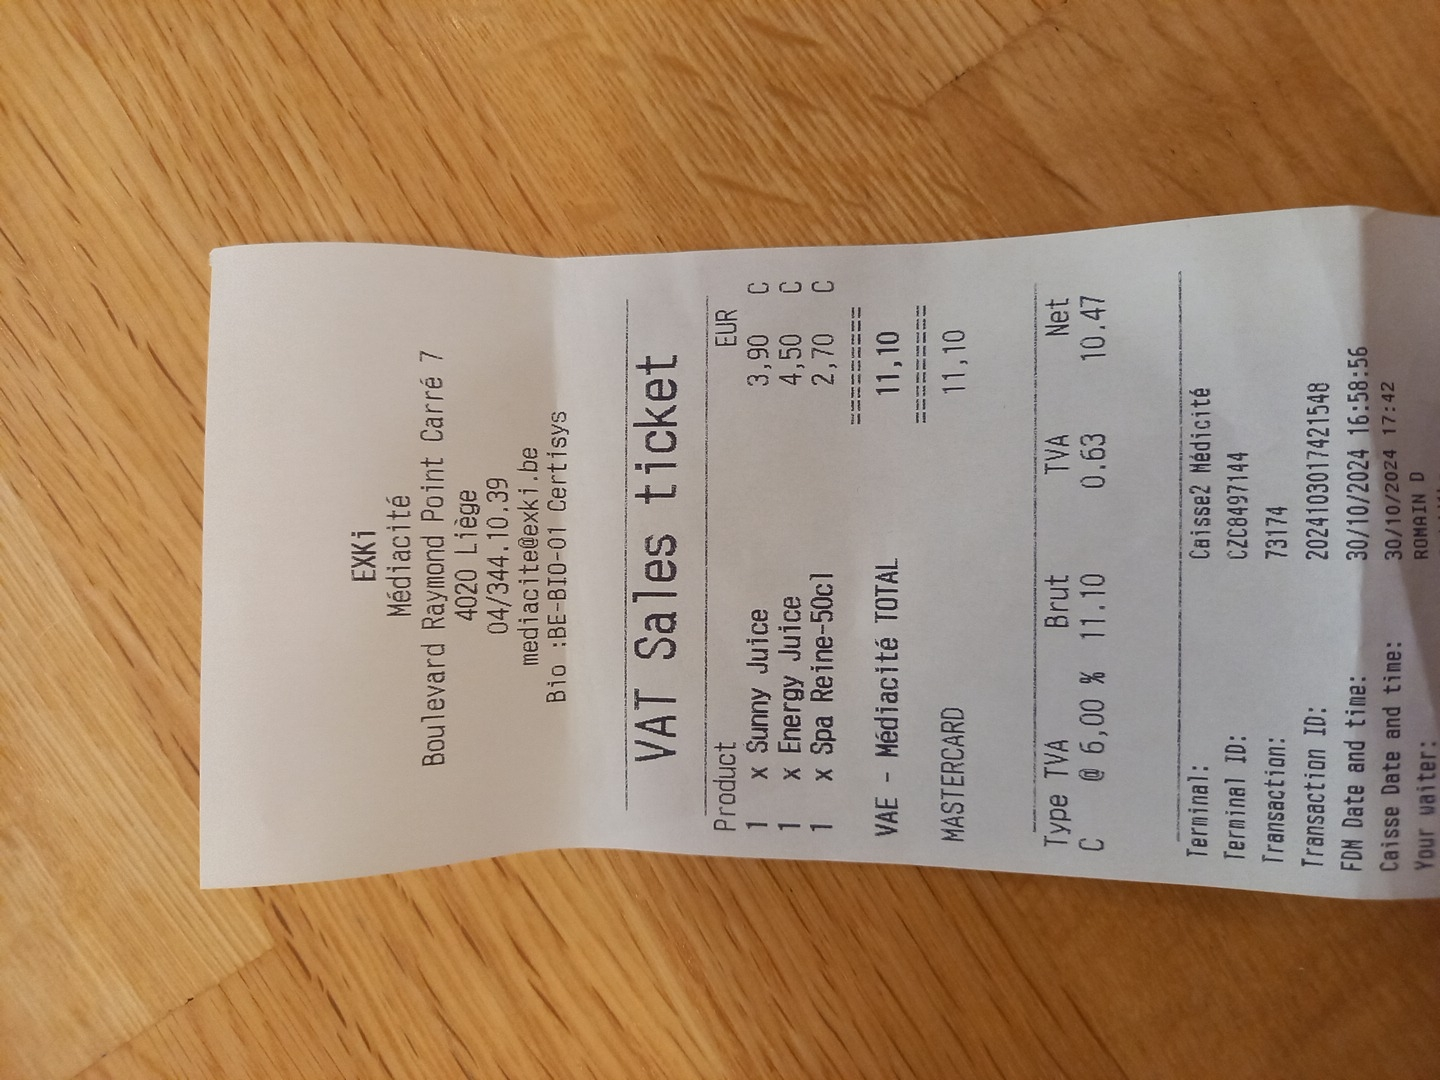 EXKi
Médiacité
Boulevard Raymond Point Carré 7
4020 Liège
04/344.10.39
mediacite@exki.be
Bio :BE-BIO-01 Certisys
VAT Sales ticket
Product EUR
1 x Sunny Juice 3,90 C
1 x Energy Juice 4,50 C
1 x Spa Reine-50cl 2,70 C
========
VAE - Médiacité TOTAL 11,10
========
MASTERCARD 11,10
Type TVA Brut TVA Net
C @ 6,00 % 11.10 0.63 10.47
Terminal: Caisse2 Médicité
Terminal ID: CZC8497144
Transaction: 73174
Transaction ID: 2024103017421548
FDM Date and time: 30/10/2024 16:58:56
Caisse Date and time: 30/10/2024 17:42
Your waiter: ROMAIN D